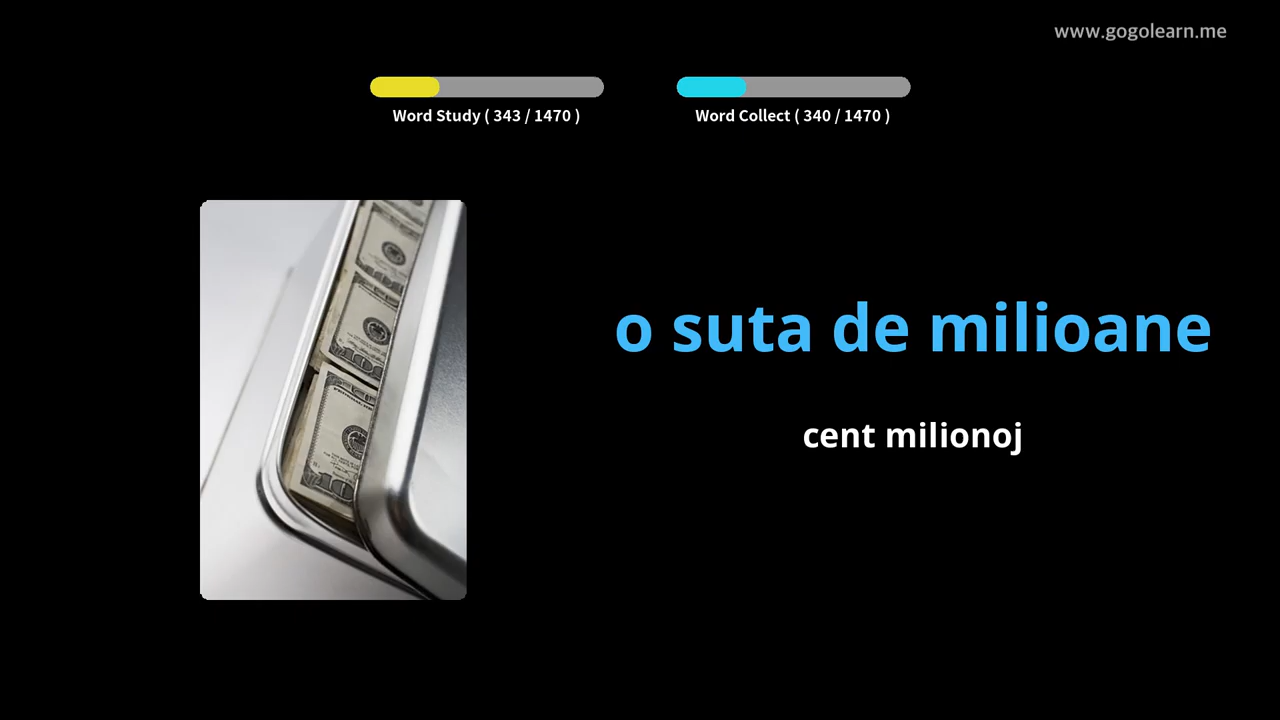 www.gogolearn.me
Word Study ( 343 / 1470 )
Word Collect ( 340 / 1470 )
o suta de milioane
cent milionoj